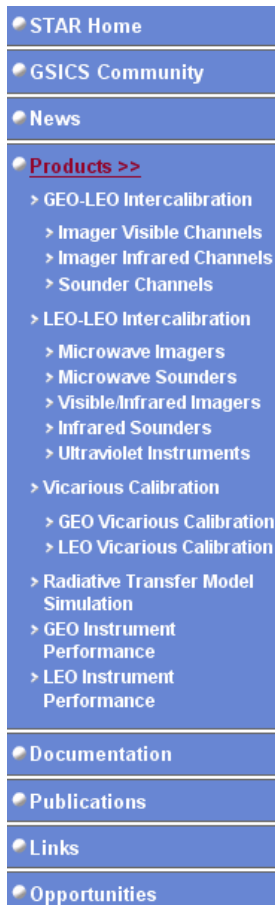 STAR Home
GSICS Community
News
Products >>
> GEO-LEO Intercalibration
> Imager Visible Channels
> Imager Infrared Channels
> Sounder Channels
> LEO-LEO Intercalibration
> Microwave Imagers
> Microwave Sounders
> Visible/Infrared Imagers
> Infrared Sounders
> Ultraviolet Instruments
> Vicarious Calibration
> GEO Vicarious Calibration
> LEO Vicarious Calibration
> Radiative Transfer Model
Simulation
> GEO Instrument
Performance
> LEO Instrument
Performance
Documentation
Publications
Links
Opportunities